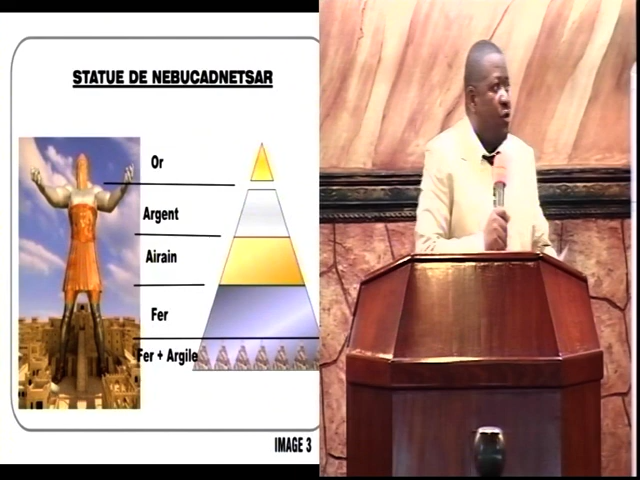 STATUE DE NEBUCADNETSAR
Or
Argent
Airain
Fer
Fer + Argile
IMAGE 3